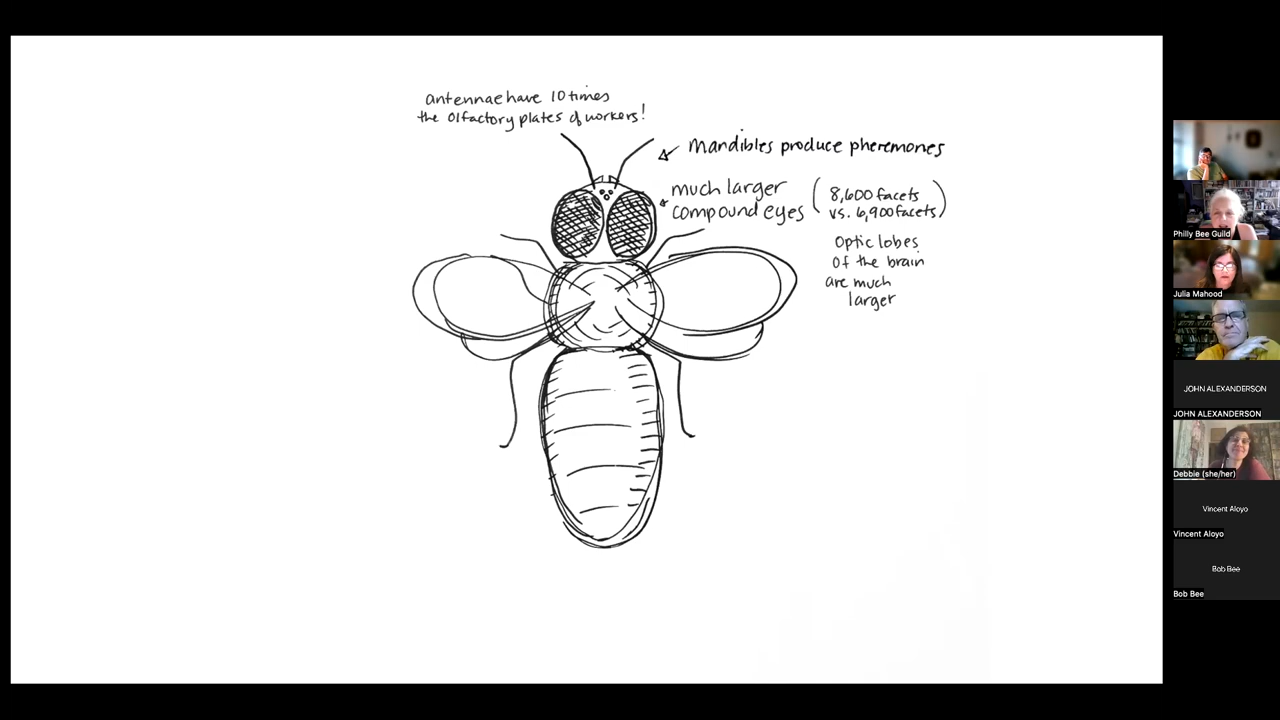 antennae have 10 times
the olfactory plates of workers!
Mandibles produce pheremones
much larger
compound eyes
(8,600 facets
vs. 6,900 facets)
Optic lobes
of the brain
are much
larger
Philly Bee Guild
Julia Mahood
JOHN ALEXANDERSON
JOHN ALEXANDERSON
Debbie (she/her)
Vincent Aloyo
Vincent Aloyo
Bob Bee
Bob Bee